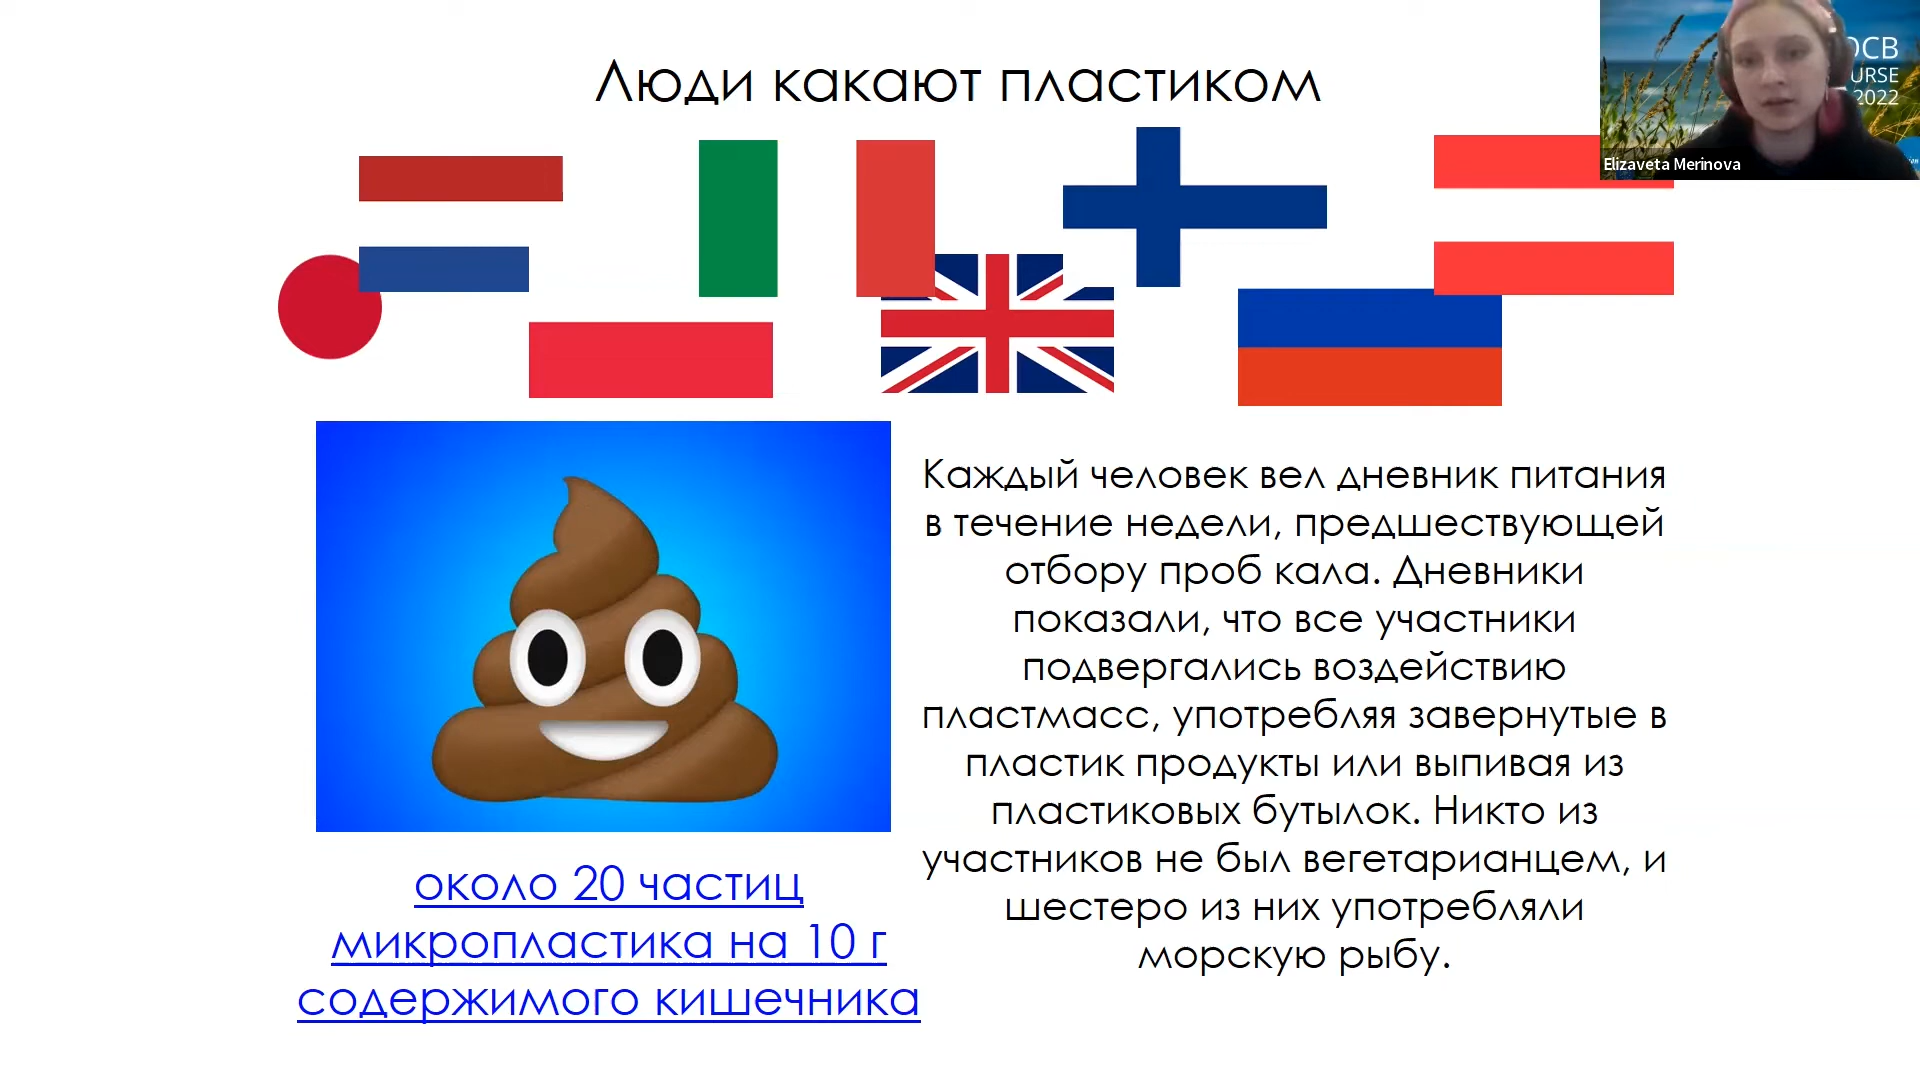 Люди какают пластиком
ОСВ
URSE
2022
Elizaveta Merinova
Каждый человек вел дневник питания
в течение недели, предшествующей
отбору проб кала. Дневники
показали, что все участники
подвергались воздействию
пластмасс, употребляя завернутые в
пластик продукты или выпивая из
пластиковых бутылок. Никто из
участников не был вегетарианцем, и
шестеро из них употребляли
морскую рыбу.
около 20 частиц
микропластика на 10 г
содержимого кишечника